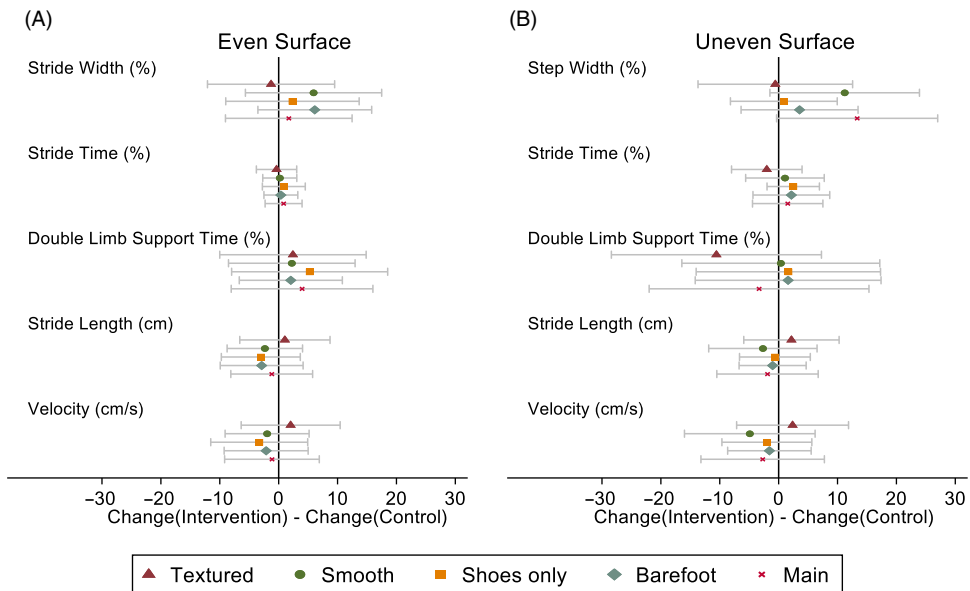 (A)
Even Surface
Stride Width (%)
Stride Time (%)
Double Limb Support Time (%)
Stride Length (cm)
Velocity (cm/s)
−30 −20 −10 0 10 20 30
Change(Intervention) - Change(Control)
(B)
Uneven Surface
Step Width (%)
Stride Time (%)
Double Limb Support Time (%)
Stride Length (cm)
Velocity (cm/s)
−30 −20 −10 0 10 20 30
Change(Intervention) - Change(Control)
Textured Smooth Shoes only Barefoot Main